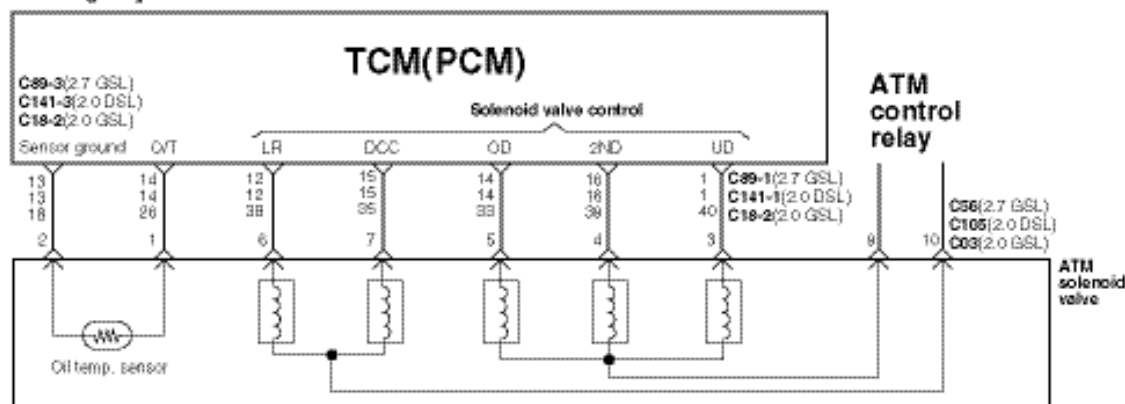 TCM(PCM)
C89-3(2.7 GSL)
C141-3(2.0 DSL)
C18-2(2.0 GSL)
ATM
control
relay
Solenoid valve control
Sensor ground O/T LR DCC OD 2ND UD
13 14 12 15 14 16 1 C89-1(2.7 GSL)
13 14 12 15 14 16 1 C141-1(2.0 DSL)
18 26 38 35 33 39 40 C18-2(2.0 GSL)
C56(2.7 GSL)
C105(2.0 DSL)
C03(2.0 GSL)
2 1 6 7 5 4 3 9 10
ATM
solenoid
valve
Oil temp. sensor